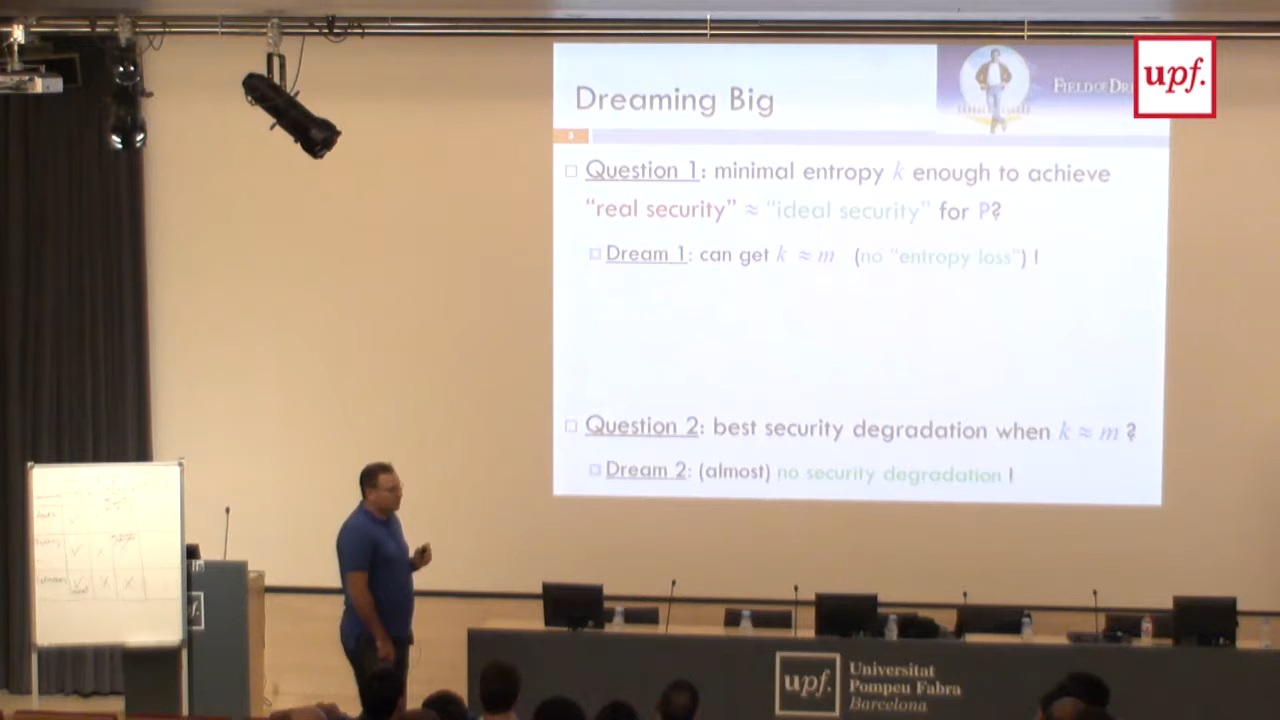 Dreaming Big
FIELD OF DRE
upf.
5
Question 1: minimal entropy k enough to achieve
“real security” ≈ “ideal security” for P?
Dream 1: can get k ≈ m (no “entropy loss”) !
Question 2: best security degradation when k ≈ m ?
Dream 2: (almost) no security degradation !
upf.
Universitat
Pompeu Fabra
Barcelona